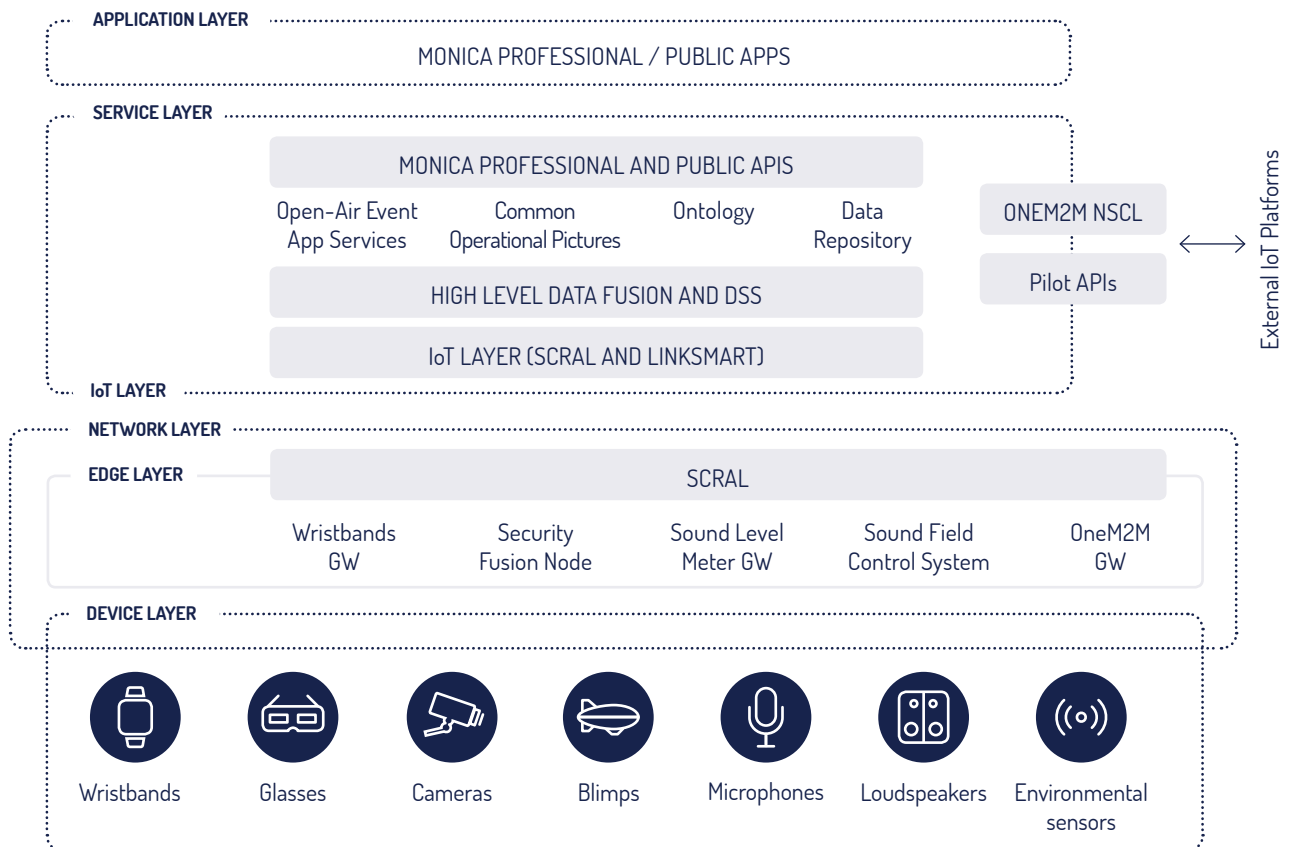 APPLICATION LAYER
MONICA PROFESSIONAL / PUBLIC APPS
SERVICE LAYER
MONICA PROFESSIONAL AND PUBLIC APIS
Open-Air Event
App Services
Common
Operational Pictures
Ontology
Data
Repository
ONEM2M NSCL
Pilot APIs
External IoT Platforms
HIGH LEVEL DATA FUSION AND DSS
IoT LAYER (SCRAL AND LINKSMART)
IoT LAYER
NETWORK LAYER
EDGE LAYER
SCRAL
Wristbands
GW
Security
Fusion Node
Sound Level
Meter GW
Sound Field
Control System
OneM2M
GW
DEVICE LAYER
Wristbands
Glasses
Cameras
Blimps
Microphones
Loudspeakers
Environmental
sensors